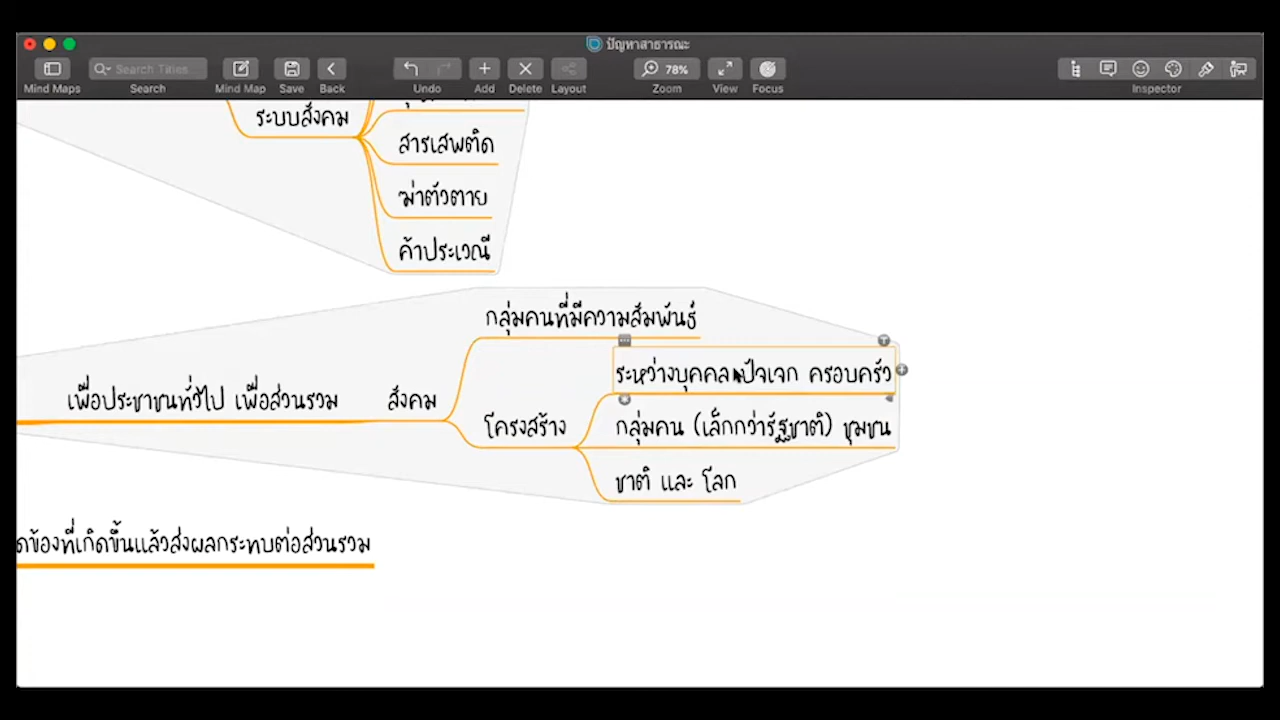 ปัญหาสาธารณะ
Search Titles...
78%
Mind Maps
Search
Mind Map
Save
Back
Undo
Add
Delete
Layout
Zoom
View
Focus
Inspector
ระบบสังคม
สารเสพติด
ฆ่าตัวตาย
ค้าประเวณี
กลุ่มคนที่มีความสัมพันธ์
ระหว่างบุคคล ปัจเจก ครอบครัว
เพื่อประชาชนทั่วไป เพื่อส่วนรวม
สังคม
โครงสร้าง
กลุ่มคน (เล็กกว่ารัฐชาติ) ชุมชน
ชาติ และ โลก
ดข้องที่เกิดขึ้นแล้วส่งผลกระทบต่อส่วนรวม